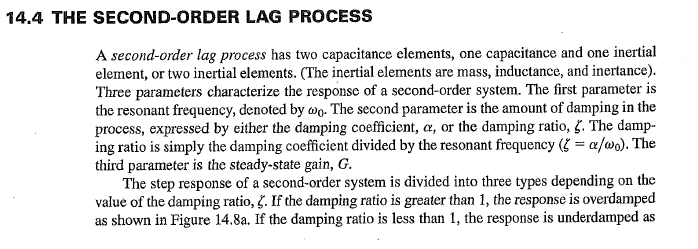 14.4 THE SECOND-ORDER LAG PROCESS
A second-order lag process has two capacitance elements, one capacitance and one inertial
element, or two inertial elements. (The inertial elements are mass, inductance, and inertance).
Three parameters characterize the response of a second-order system. The first parameter is
the resonant frequency, denoted by ω₀. The second parameter is the amount of damping in the
process, expressed by either the damping coefficient, α, or the damping ratio, ζ. The damp-
ing ratio is simply the damping coefficient divided by the resonant frequency (ζ = α/ω₀). The
third parameter is the steady-state gain, G.
The step response of a second-order system is divided into three types depending on the
value of the damping ratio, ζ. If the damping ratio is greater than 1, the response is overdamped
as shown in Figure 14.8a. If the damping ratio is less than 1, the response is underdamped as